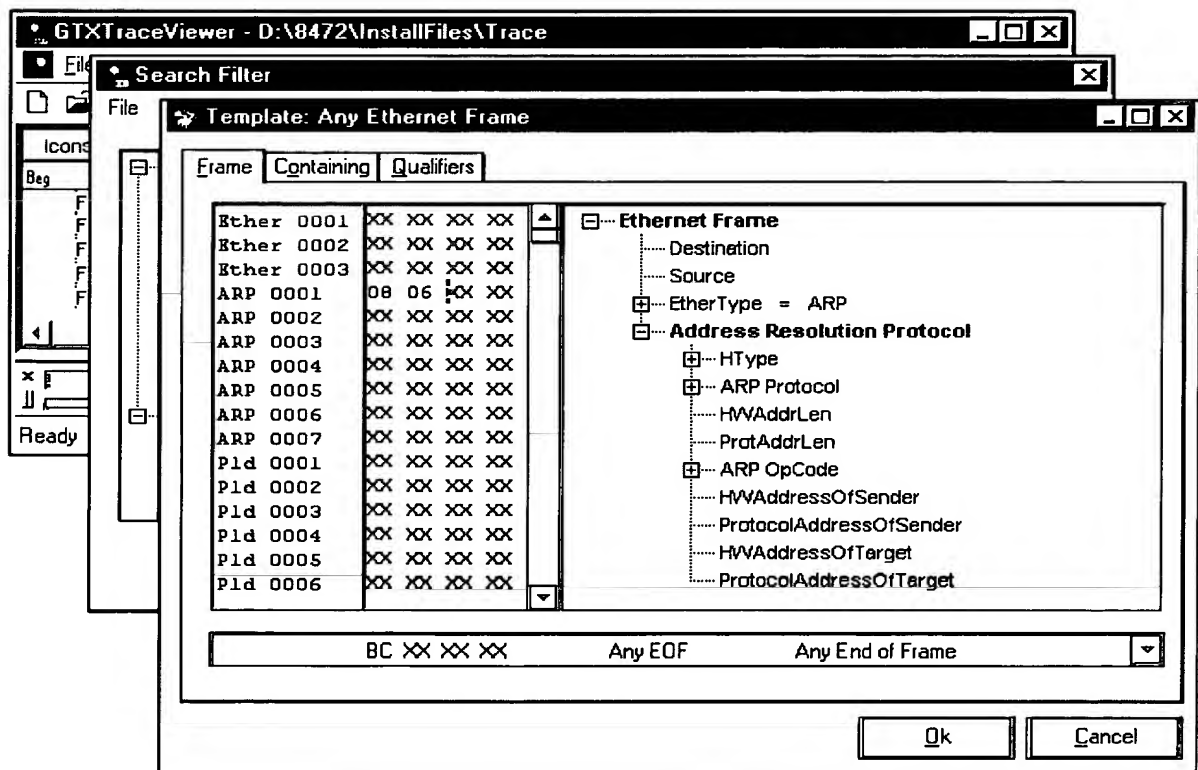 GTXTraceViewer - D:\8472\InstallFiles\Trace
Search Filter
File
Template: Any Ethernet Frame
Icons
Beg
F
F
F
F
F
Ready
Frame Containing Qualifiers
Ether 0001 XX XX XX XX
Ether 0002 XX XX XX XX
Ether 0003 XX XX XX XX
ARP 0001 08 06 XX XX
ARP 0002 XX XX XX XX
ARP 0003 XX XX XX XX
ARP 0004 XX XX XX XX
ARP 0005 XX XX XX XX
ARP 0006 XX XX XX XX
ARP 0007 XX XX XX XX
Pld 0001 XX XX XX XX
Pld 0002 XX XX XX XX
Pld 0003 XX XX XX XX
Pld 0004 XX XX XX XX
Pld 0005 XX XX XX XX
Pld 0006 XX XX XX XX
Ethernet Frame
Destination
Source
EtherType = ARP
Address Resolution Protocol
HType
ARP Protocol
HWAddrLen
ProtAddrLen
ARP OpCode
HWAddressOfSender
ProtocolAddressOfSender
HWAddressOfTarget
ProtocolAddressOfTarget
BC XX XX XX Any EOF Any End of Frame
Ok Cancel